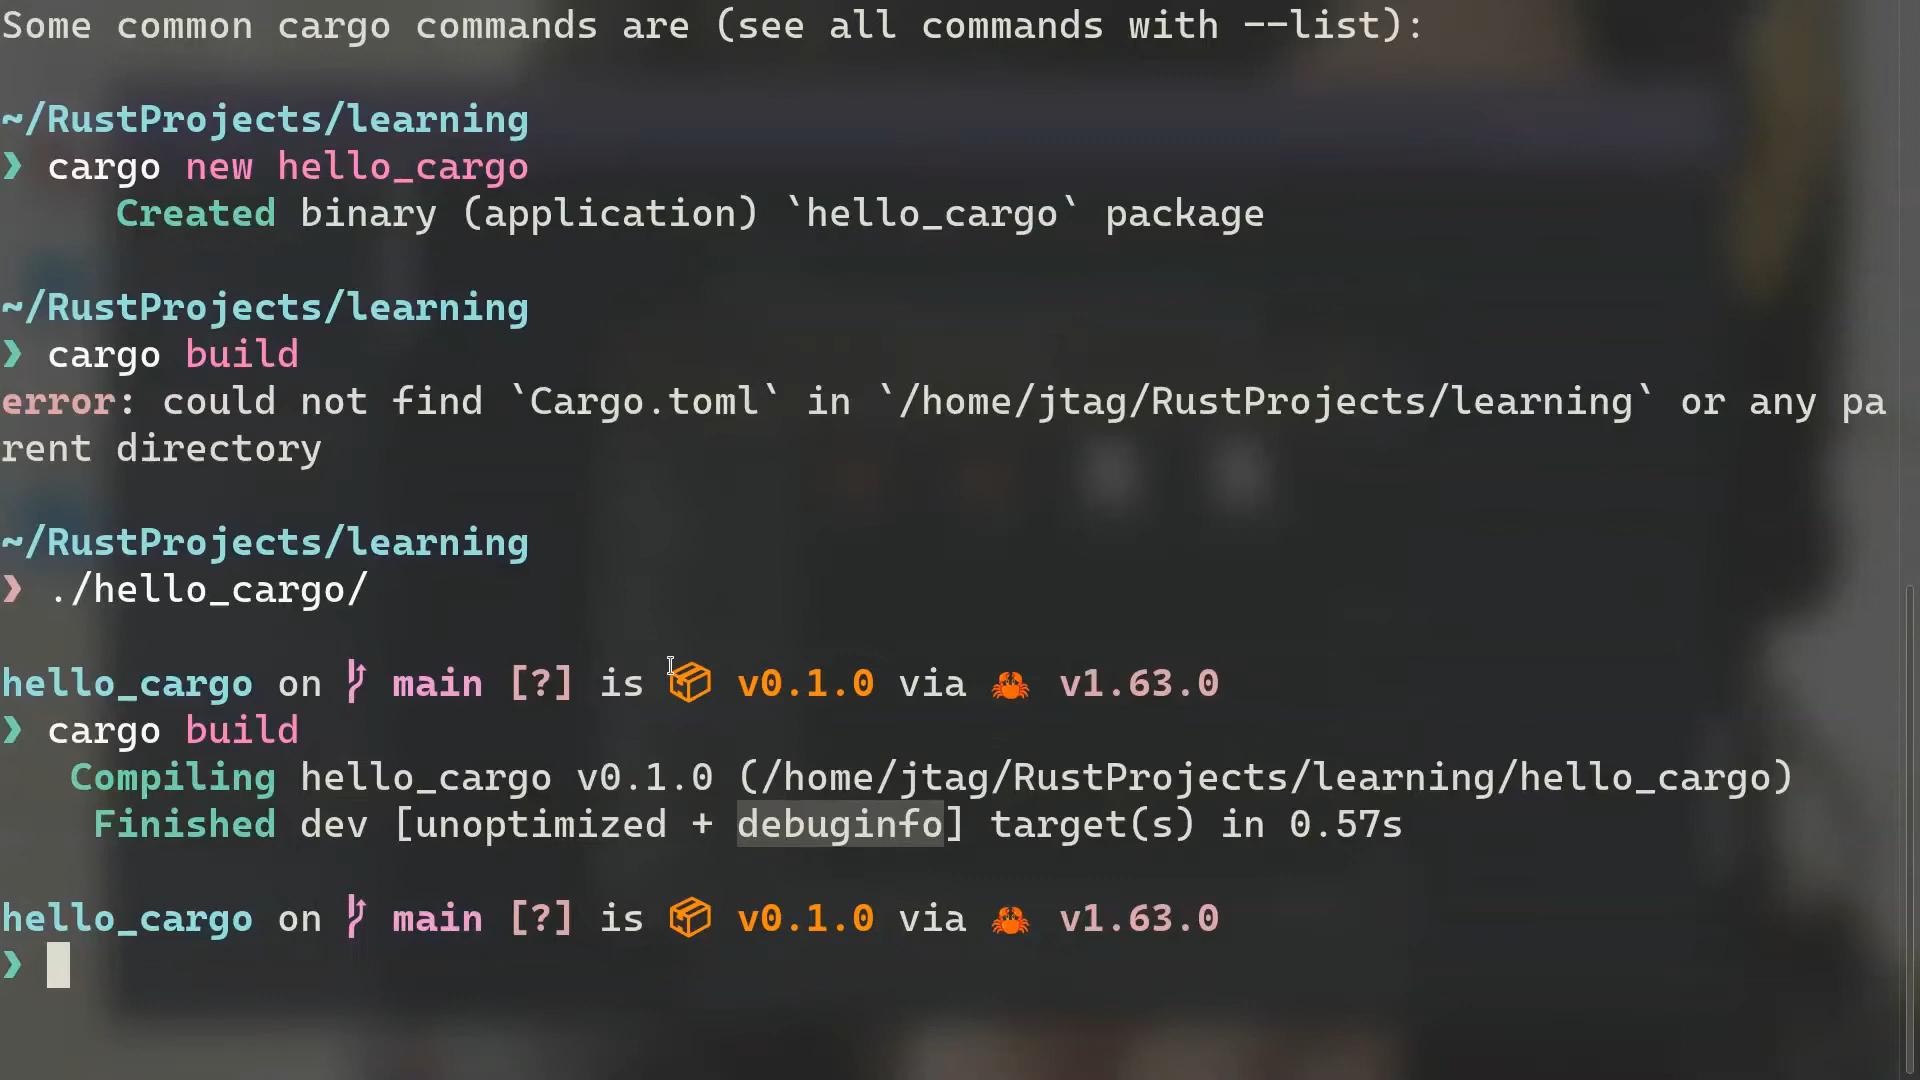 Some common cargo commands are (see all commands with --list):
~/RustProjects/learning
❯ cargo new hello_cargo
Created binary (application) `hello_cargo` package
~/RustProjects/learning
❯ cargo build
error: could not find `Cargo.toml` in `/home/jtag/RustProjects/learning` or any pa
rent directory
~/RustProjects/learning
❯ ./hello_cargo/
hello_cargo on main [?] is 📦 v0.1.0 via 🦀 v1.63.0
❯ cargo build
Compiling hello_cargo v0.1.0 (/home/jtag/RustProjects/learning/hello_cargo)
Finished dev [unoptimized + debuginfo] target(s) in 0.57s
hello_cargo on main [?] is 📦 v0.1.0 via 🦀 v1.63.0
❯